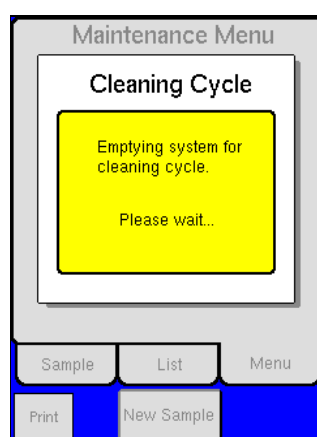 Maintenance Menu
Cleaning Cycle
Emptying system for
cleaning cycle.
Please wait...
Sample
List
Menu
Print
New Sample